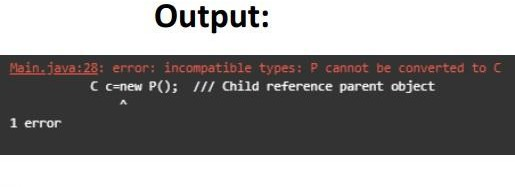 Output:
Main.java:28: error: incompatible types: P cannot be converted to C
C c=new P(); /// Child reference parent object
^
1 error